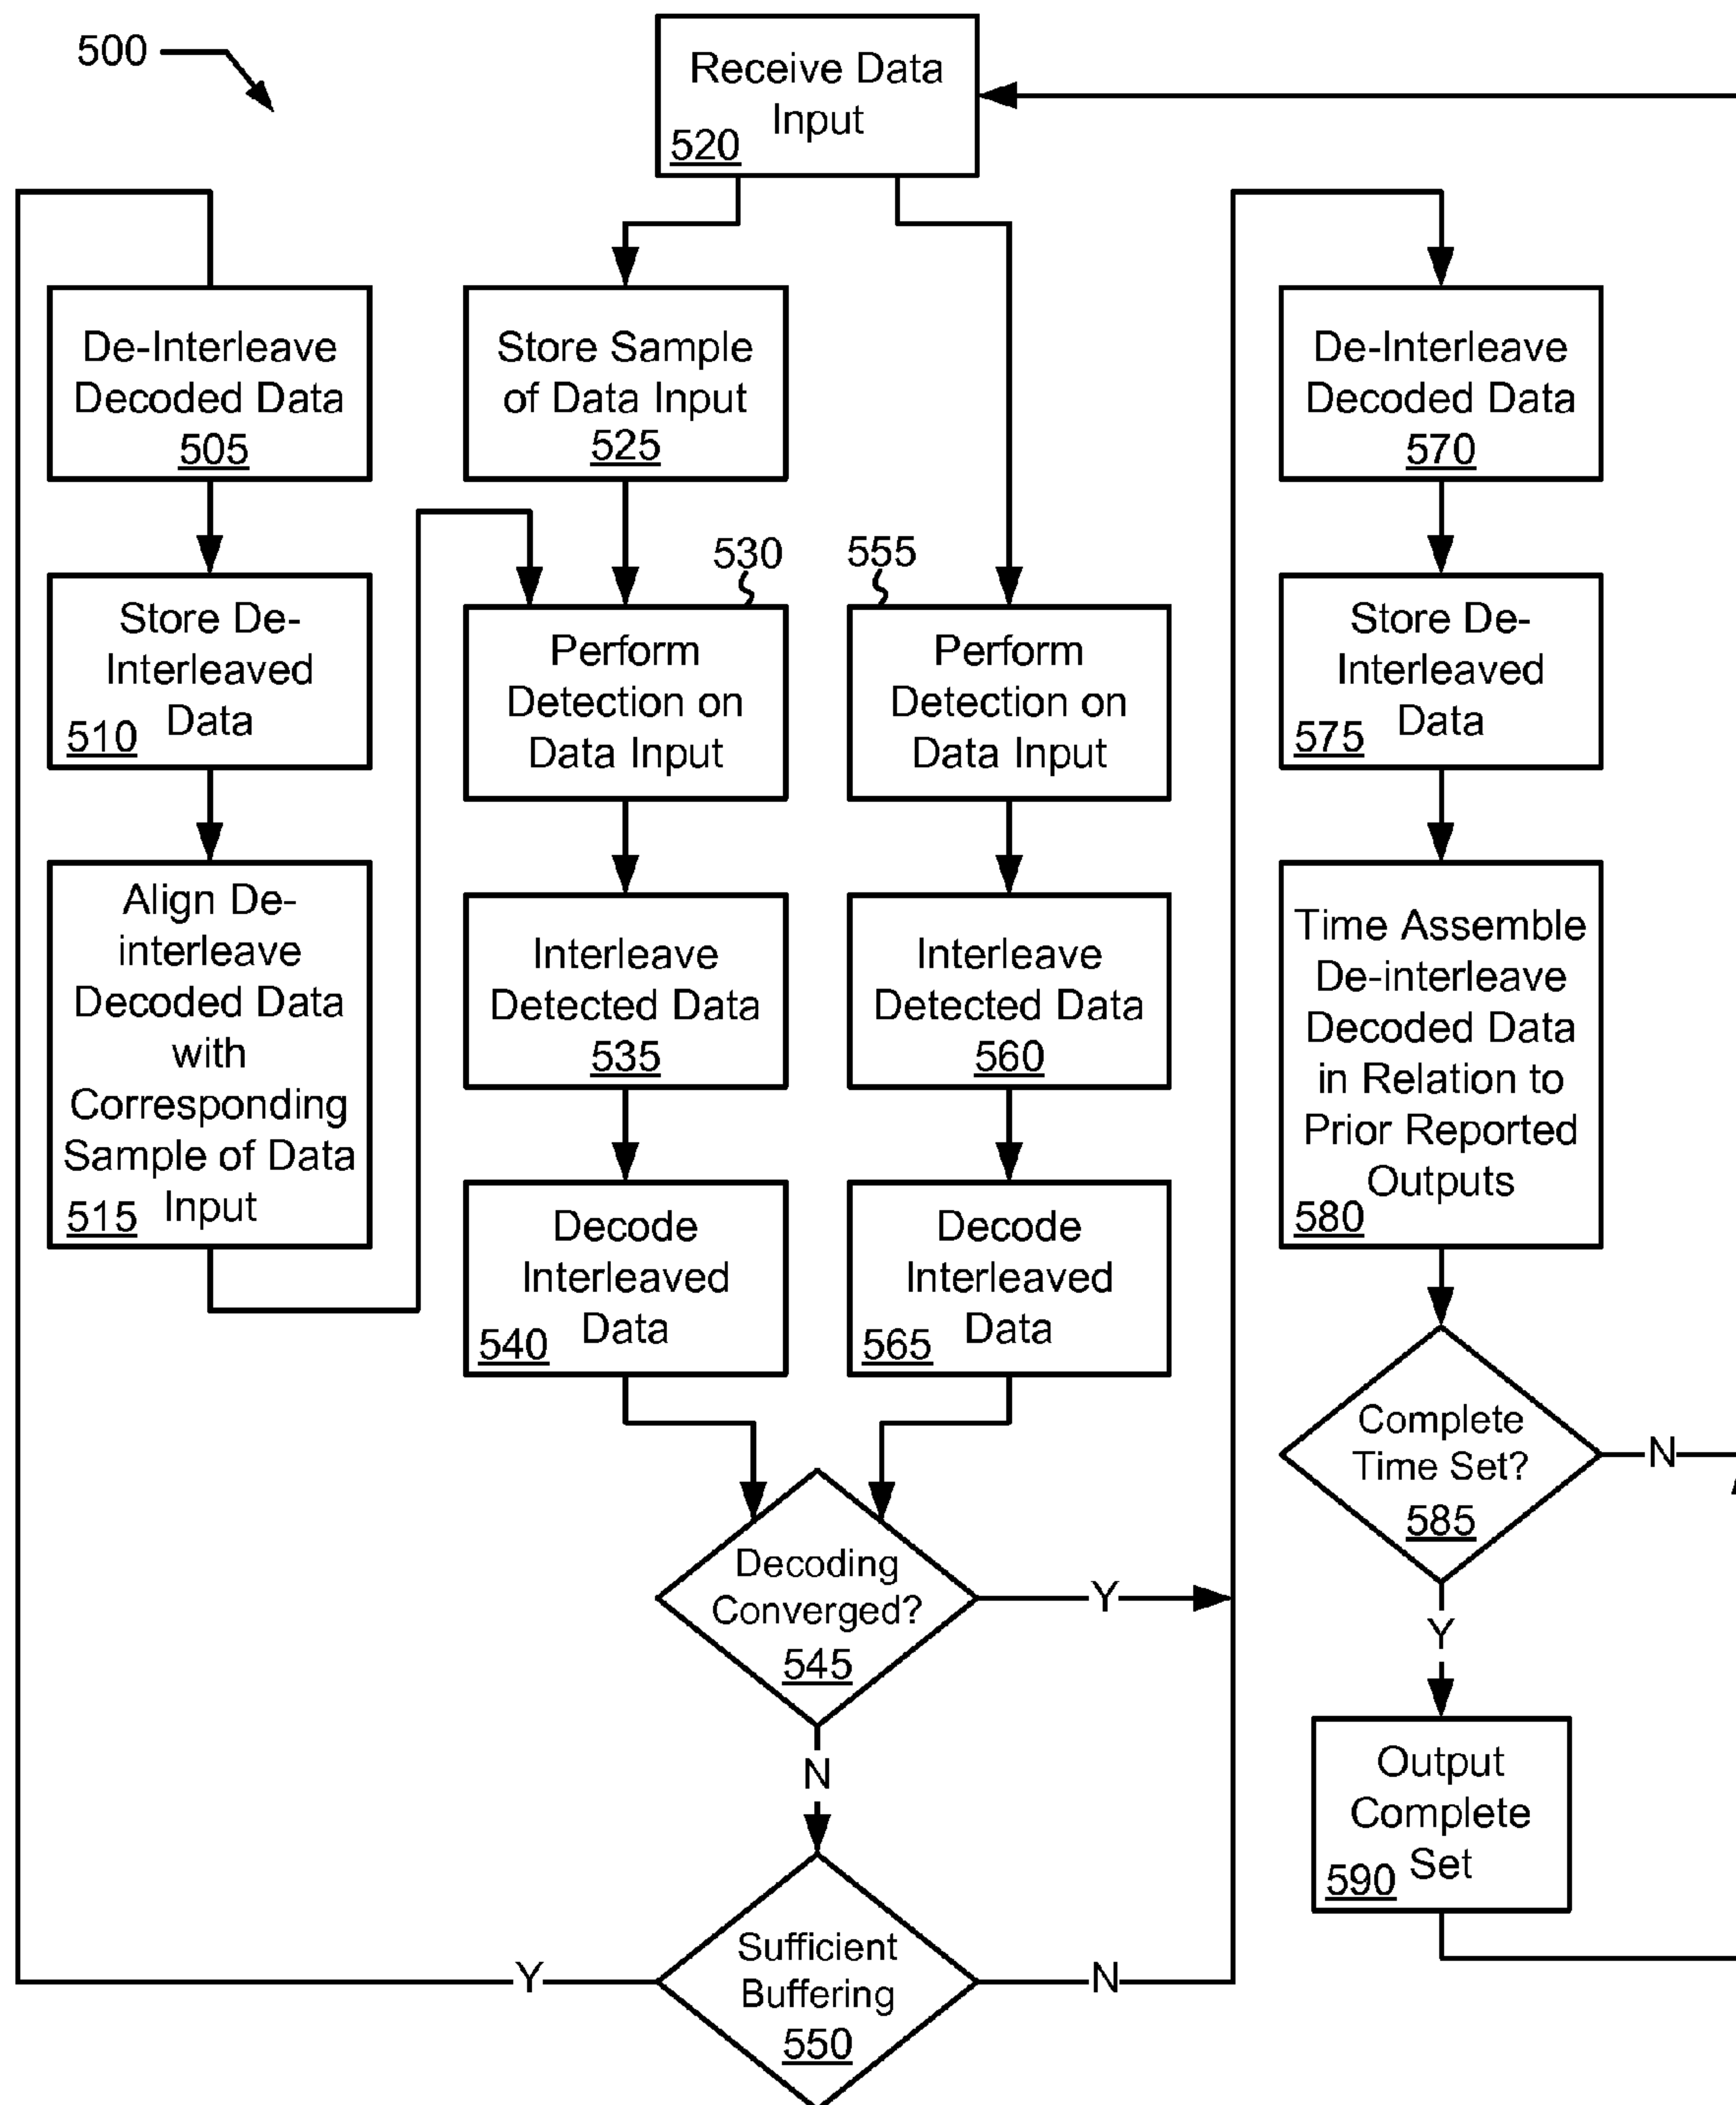 500
Receive Data
Input
520
De-Interleave
Decoded Data
505
Store De-
Interleaved
Data
510
Align De-
interleave
Decoded Data
with
Corresponding
Sample of Data
Input
515
Store Sample
of Data Input
525
530
Perform
Detection on
Data Input
Interleave
Detected Data
535
Decode
Interleaved
Data
540
555
Perform
Detection on
Data Input
Interleave
Detected Data
560
Decode
Interleaved
Data
565
Decoding
Converged?
545
Y
N
Sufficient
Buffering
550
Y
N
De-Interleave
Decoded Data
570
Store De-
Interleaved
Data
575
Time Assemble
De-interleave
Decoded Data
in Relation to
Prior Reported
Outputs
580
Complete
Time Set?
585
N
Y
Output
Complete
Set
590